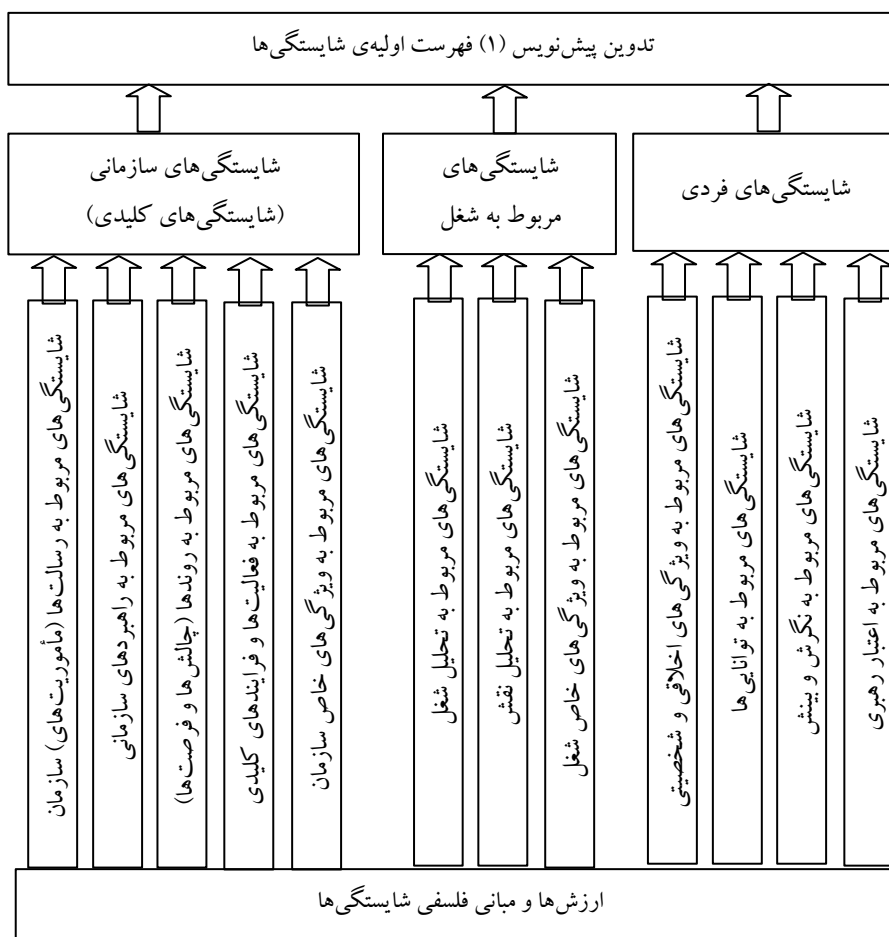 تدوین پیش‌نویس (۱) فهرست اولیه‌ی شایستگی‌ها
شایستگی‌های فردی
شایستگی‌های
مربوط به شغل
شایستگی‌های سازمانی
(شایستگی‌های کلیدی)
شایستگی‌های مربوط به اعتبار رهبری
شایستگی‌های مربوط به نگرش و بینش
شایستگی‌های مربوط به توانایی‌ها
شایستگی‌های مربوط به ویژگی‌های اخلاقی و شخصیتی
شایستگی‌های مربوط به ویژگی‌های خاص شغل
شایستگی‌های مربوط به تحلیل نقش
شایستگی‌های مربوط به تحلیل شغل
شایستگی‌های مربوط به ویژگی‌های خاص سازمان
شایستگی‌های مربوط به فعالیت‌ها و فرایندهای کلیدی
شایستگی‌های مربوط به روندها (چالش‌ها و فرصت‌ها)
شایستگی‌های مربوط به راهبردهای سازمانی
شایستگی‌های مربوط به رسالت‌ها (مأموریت‌های) سازمان
ارزش‌ها و مبانی فلسفی شایستگی‌ها